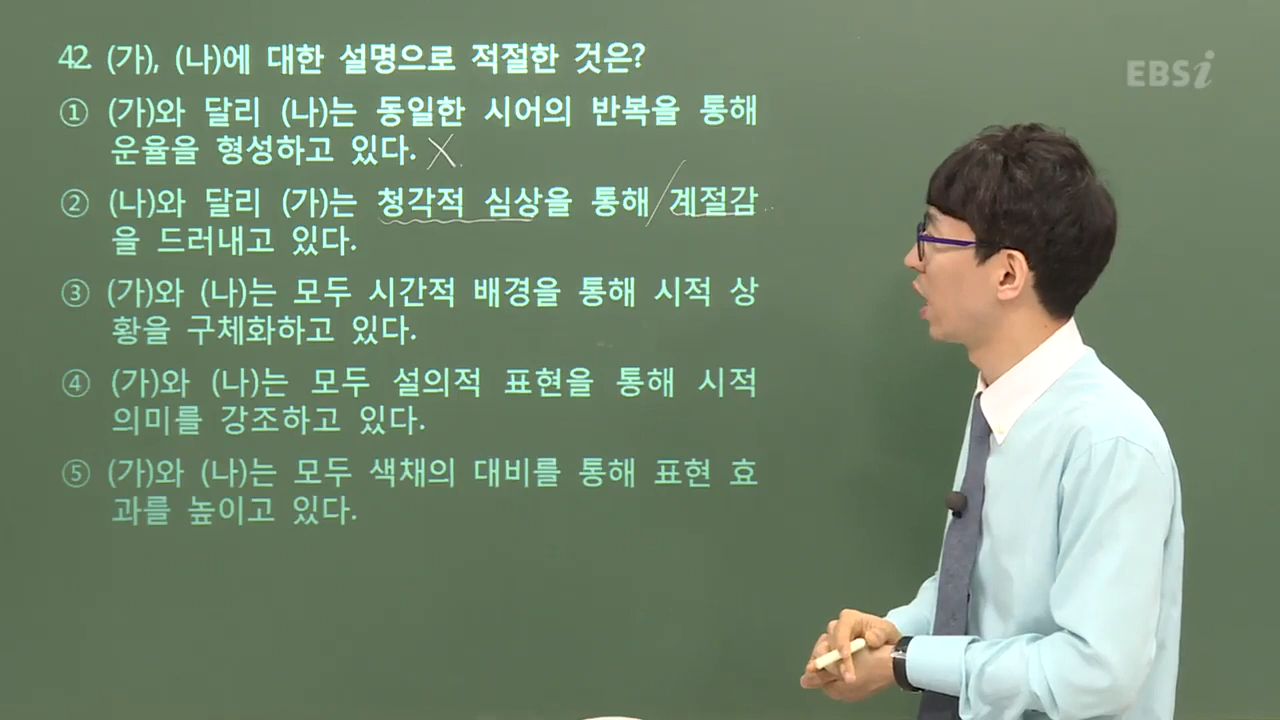 42 (가), (나)에 대한 설명으로 적절한 것은?
EBSi
① (가)와 달리 (나)는 동일한 시어의 반복을 통해
운율을 형성하고 있다. X
② (나)와 달리 (가)는 청각적 심상을 통해/계절감
을 드러내고 있다.
③ (가)와 (나)는 모두 시간적 배경을 통해 시적 상
황을 구체화하고 있다.
④ (가)와 (나)는 모두 설의적 표현을 통해 시적
의미를 강조하고 있다.
⑤ (가)와 (나)는 모두 색채의 대비를 통해 표현 효
과를 높이고 있다.